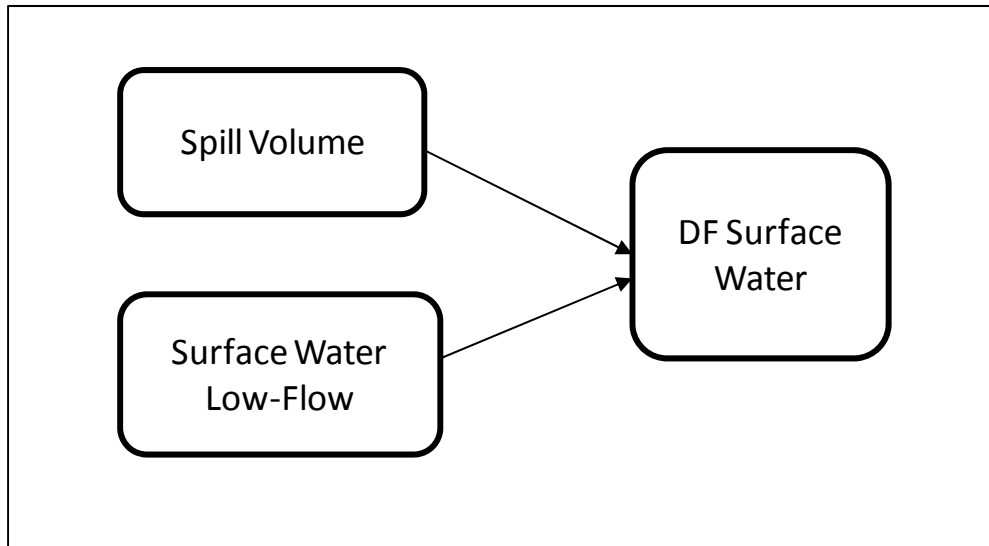 Spill Volume
DF Surface
Water
Surface Water
Low-Flow